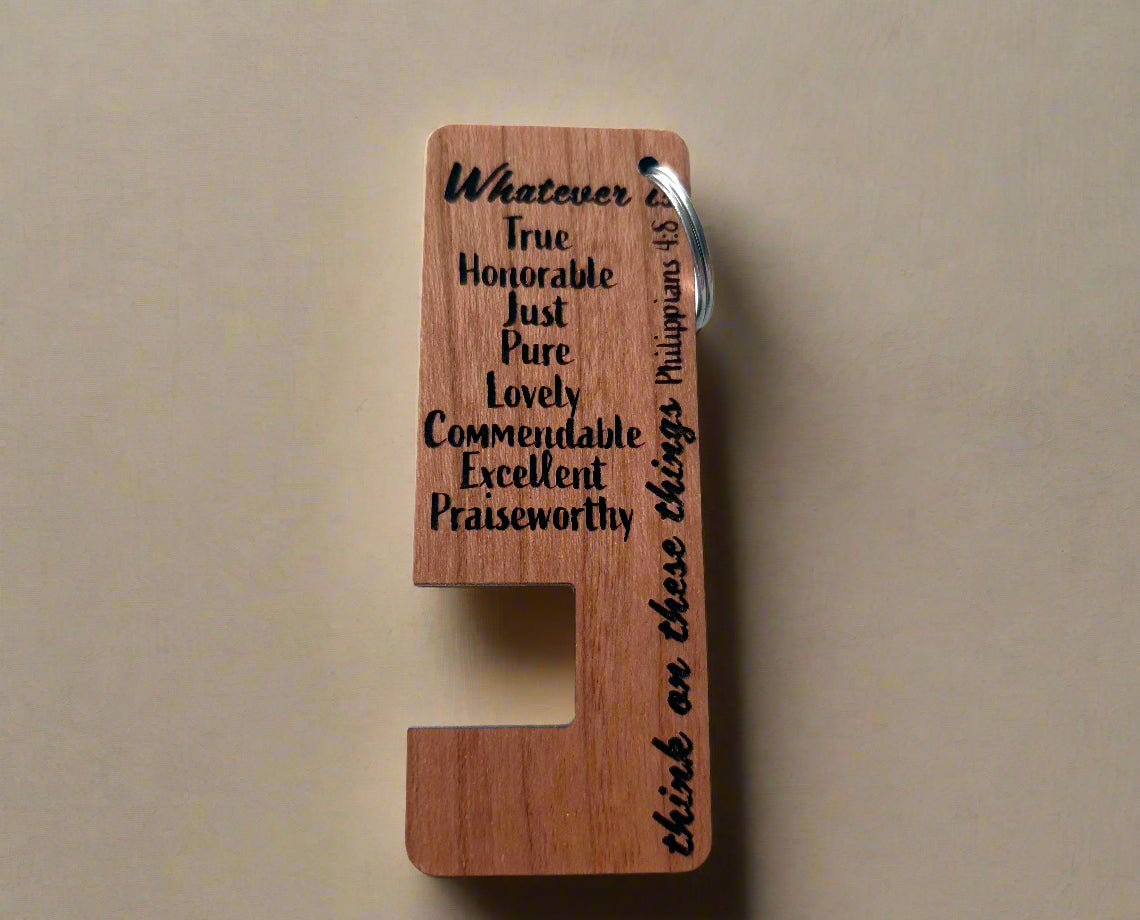 Whatever is
True
Honorable
Just
Pure
Lovely
Commendable
Excellent
Praiseworthy
think on these things Philippians 4:8